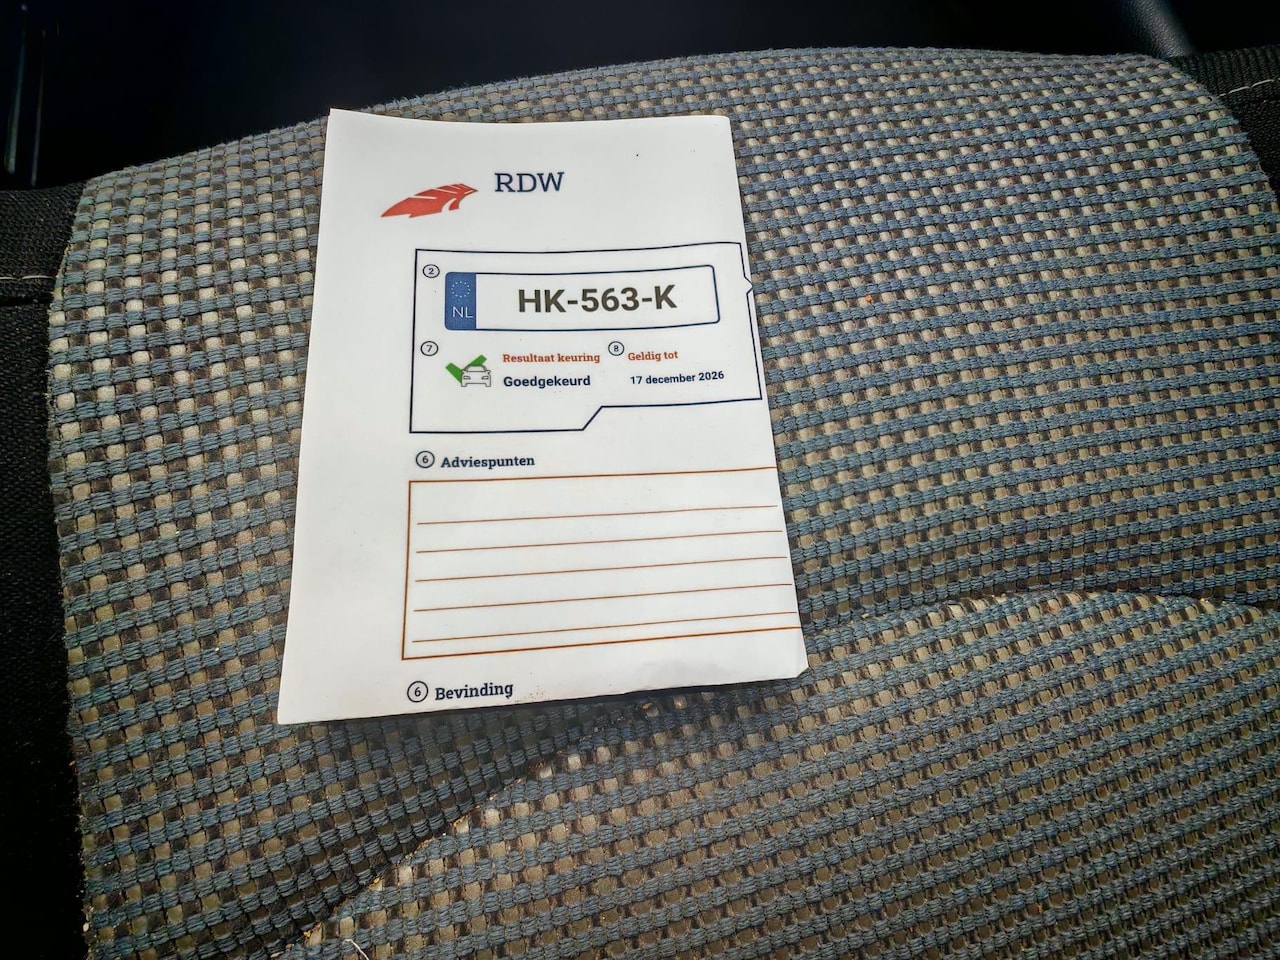 RDW
2
NL HK-563-K
7 Resultaat keuring 8 Geldig tot
Goedgekeurd 17 december 2026
6 Adviespunten
6 Bevinding